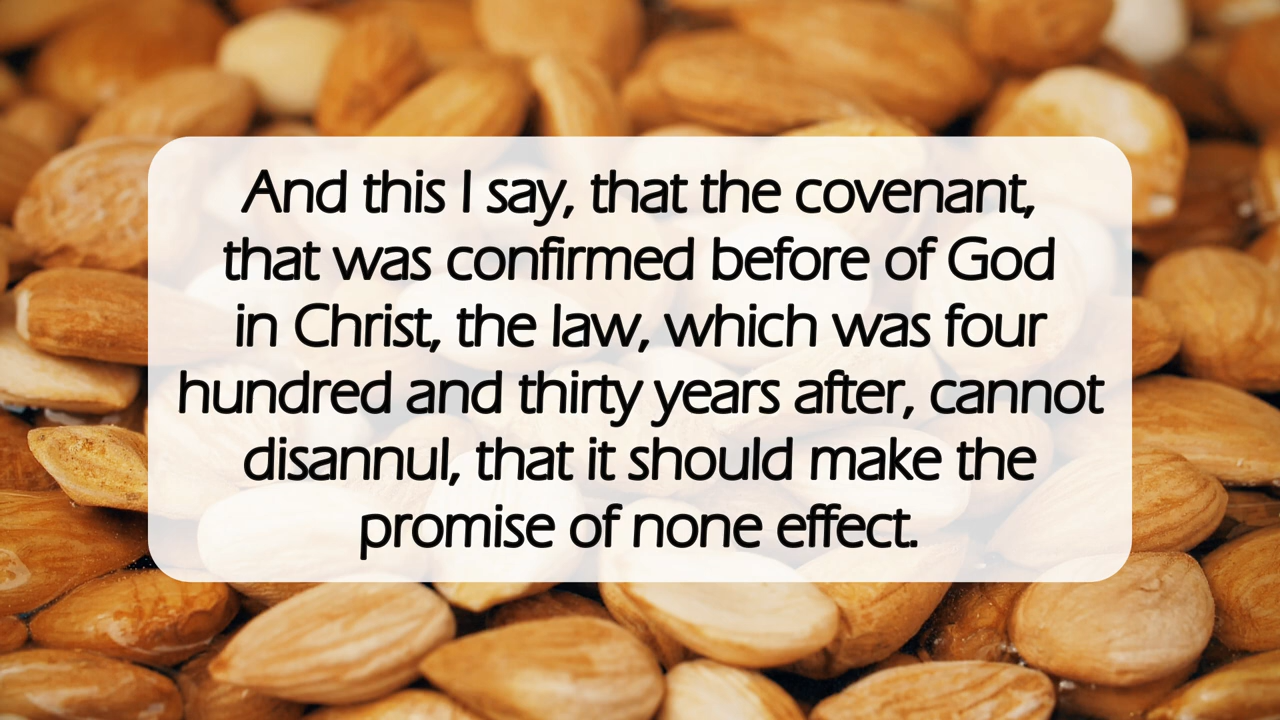 And this I say, that the covenant,
that was confirmed before of God
in Christ, the law, which was four
hundred and thirty years after, cannot
disannul, that it should make the
promise of none effect.